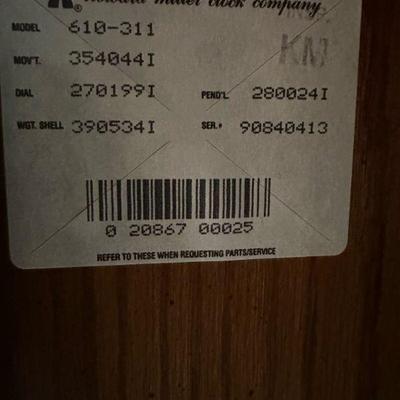 ® Howard Miller Clock Company
MODEL 610-311
KM
MOV'T. 354044I
DIAL 270199I PEND'L 280024I
WGT. SHELL 390534I SER.# 90840413
0 20867 00025
REFER TO THESE WHEN REQUESTING PARTS/SERVICE